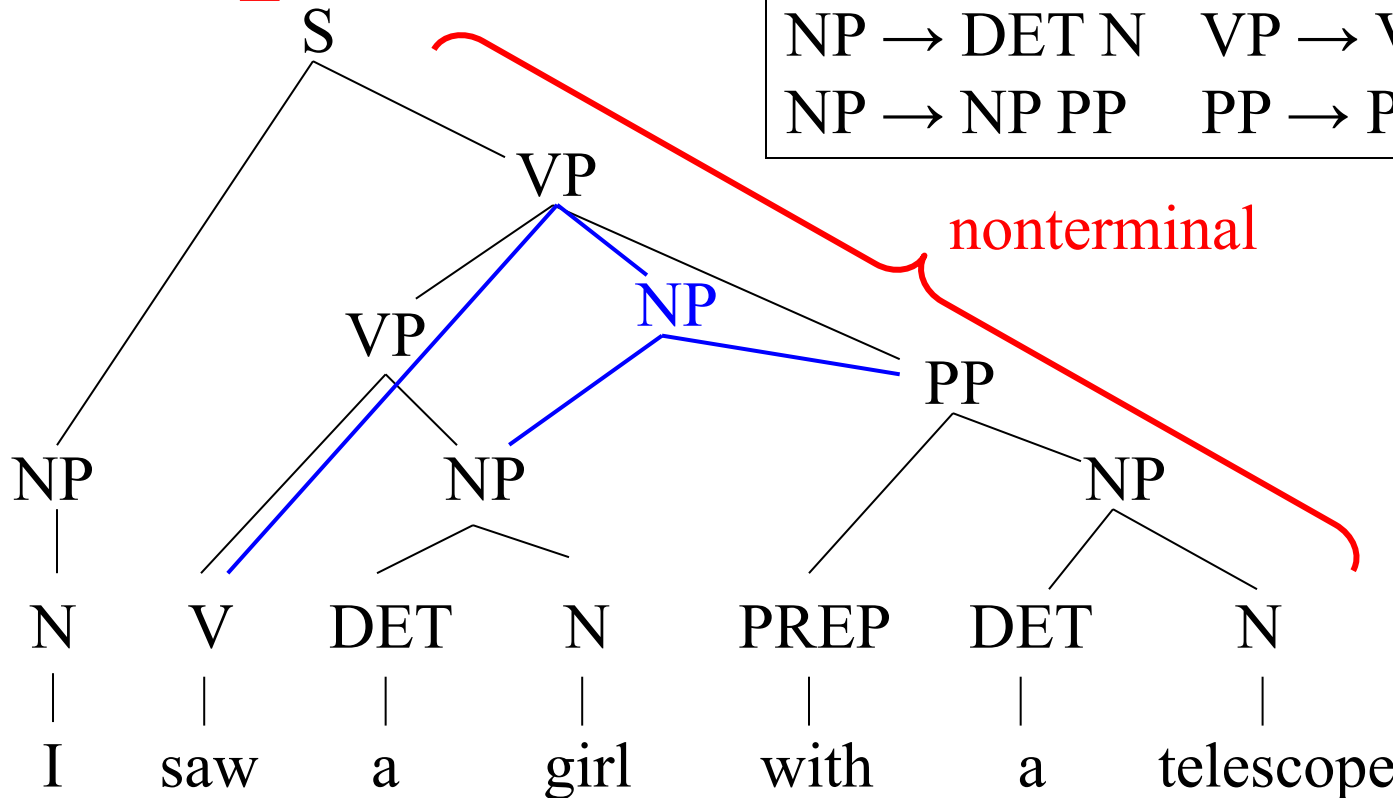 S
NP → DET N VP → V
NP → NP PP PP → P
VP
nonterminal
NP
VP
PP
NP NP NP
N V DET N PREP DET N
I saw a girl with a telescope